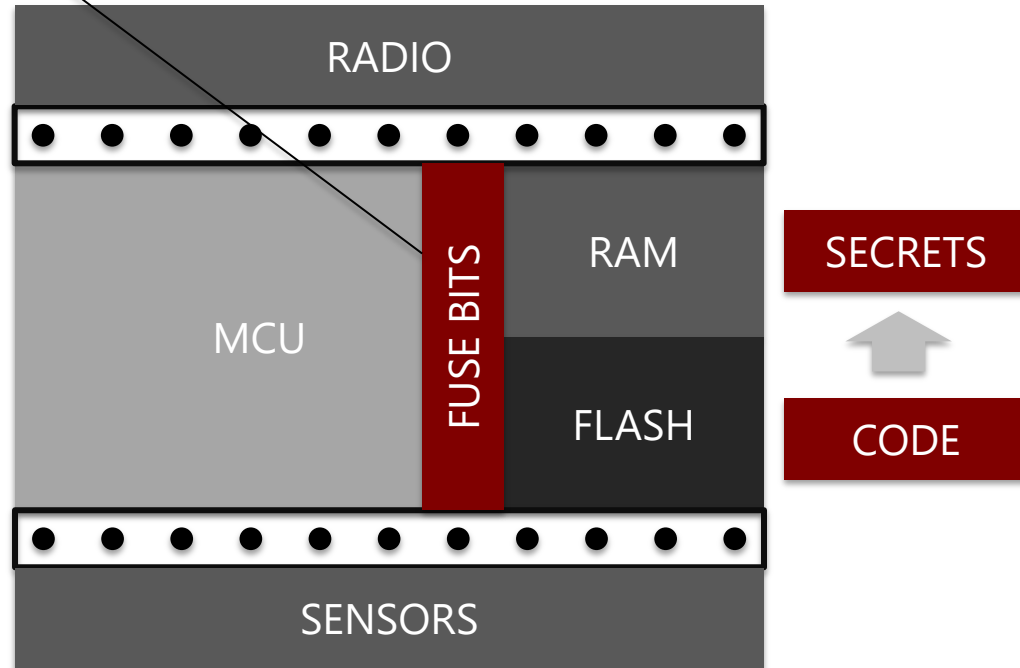 RADIO
MCU
FUSE BITS
RAM
FLASH
SECRETS
CODE
SENSORS